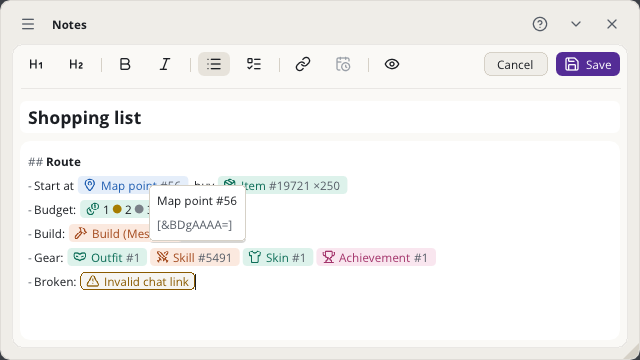 Notes
H1 H2 B I Cancel Save
Shopping list
## Route
- Start at Map point #56 buy Item #19721 ×250
Map point #56
- Budget: 1 2
[&BDgAAAA=]
- Build: Build
- Gear: Outfit #1 Skill #5491 Skin #1 Achievement #1
- Broken: Invalid chat link